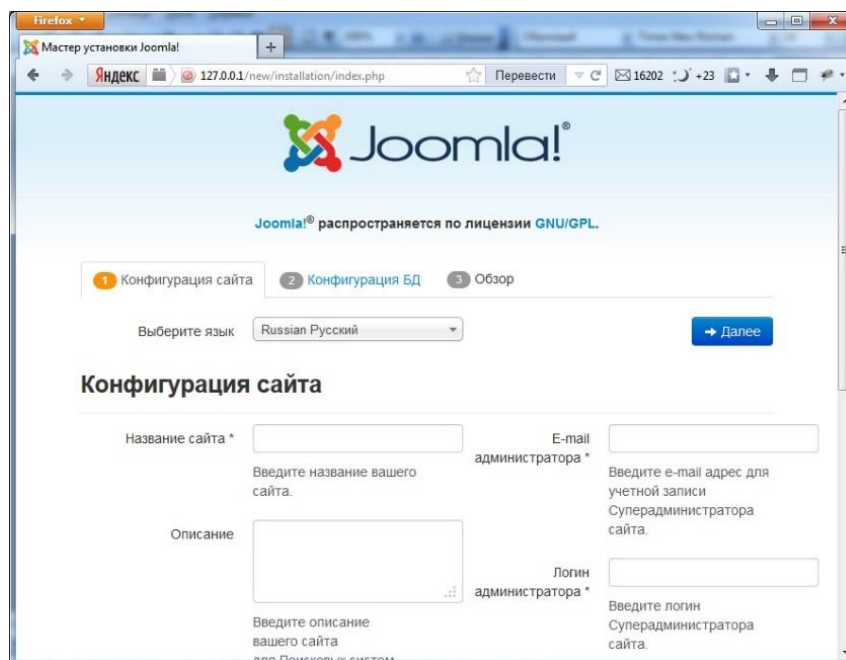 Firefox
Мастер установки Joomla!
Яндекс
127.0.0.1/new/installation/index.php
Перевести
16202
+23
Joomla!®
Joomla!® распространяется по лицензии GNU/GPL.
1 Конфигурация сайта
2 Конфигурация БД
3 Обзор
Выберите язык
Russian Русский
Далее
Конфигурация сайта
Название сайта *
Введите название вашего
сайта.
E-mail
администратора *
Введите e-mail адрес для
учетной записи
Суперадминистратора
сайта.
Описание
Введите описание
вашего сайта
для Поисковых систем
Логин
администратора *
Введите логин
Суперадминистратора
сайта.